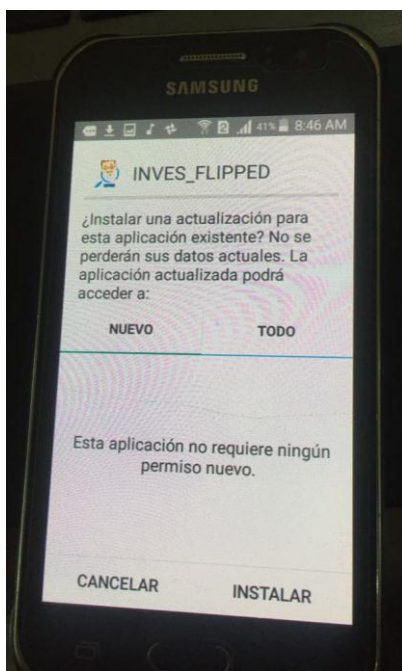 SAMSUNG
2 41% 8:46 AM
INVES_FLIPPED
¿Instalar una actualización para
esta aplicación existente? No se
perderán sus datos actuales. La
aplicación actualizada podrá
acceder a:
NUEVO TODO
Esta aplicación no requiere ningún
permiso nuevo.
CANCELAR INSTALAR